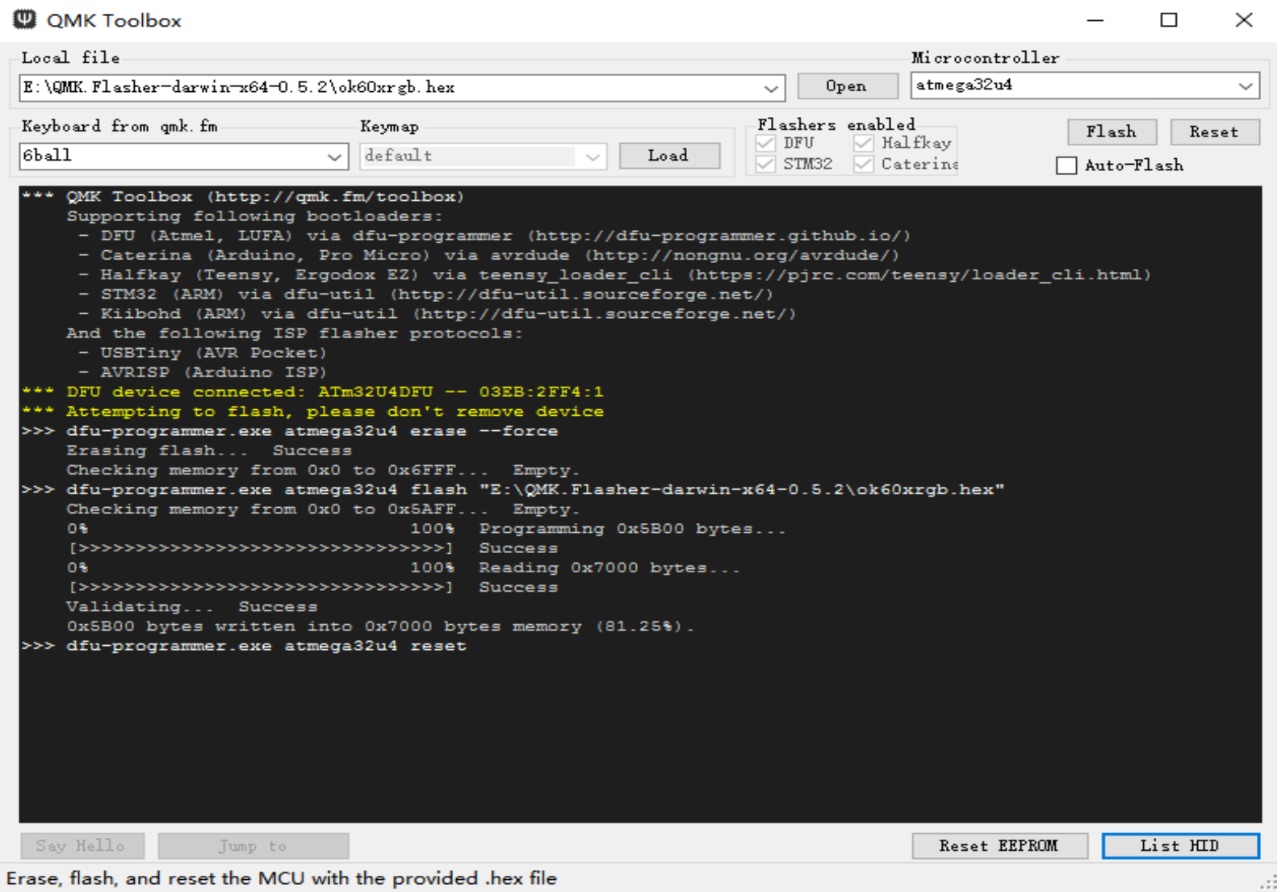 QMK Toolbox
Local file
Microcontroller
E:\QMK.Flasher-darwin-x64-0.5.2\ok60xrgb.hex
Open
atmega32u4
Keyboard from qmk.fm
Keymap
Flashers enabled
Flash
Reset
6ball
default
Load
DFU
Halfkay
STM32
Caterina
Auto-Flash
*** QMK Toolbox (http://qmk.fm/toolbox)
Supporting following bootloaders:
- DFU (Atmel, LUFA) via dfu-programmer (http://dfu-programmer.github.io/)
- Caterina (Arduino, Pro Micro) via avrdude (http://nongnu.org/avrdude/)
- Halfkay (Teensy, Ergodox EZ) via teensy_loader_cli (https://pjrc.com/teensy/loader_cli.html)
- STM32 (ARM) via dfu-util (http://dfu-util.sourceforge.net/)
- Kiibohd (ARM) via dfu-util (http://dfu-util.sourceforge.net/)
And the following ISP flasher protocols:
- USBTiny (AVR Pocket)
- AVRISP (Arduino ISP)
*** DFU device connected: ATm32U4DFU -- 03EB:2FF4:1
*** Attempting to flash, please don't remove device
>>> dfu-programmer.exe atmega32u4 erase --force
Erasing flash... Success
Checking memory from 0x0 to 0x6FFF... Empty.
>>> dfu-programmer.exe atmega32u4 flash "E:\QMK.Flasher-darwin-x64-0.5.2\ok60xrgb.hex"
Checking memory from 0x0 to 0x5AFF... Empty.
0% 100% Programming 0x5B00 bytes...
[>>>>>>>>>>>>>>>>>>>>>>>>>>>>>>>>] Success
0% 100% Reading 0x7000 bytes...
[>>>>>>>>>>>>>>>>>>>>>>>>>>>>>>>>] Success
Validating... Success
0x5B00 bytes written into 0x7000 bytes memory (81.25%).
>>> dfu-programmer.exe atmega32u4 reset
Say Hello
Jump to
Reset EEPROM
List HID
Erase, flash, and reset the MCU with the provided .hex file